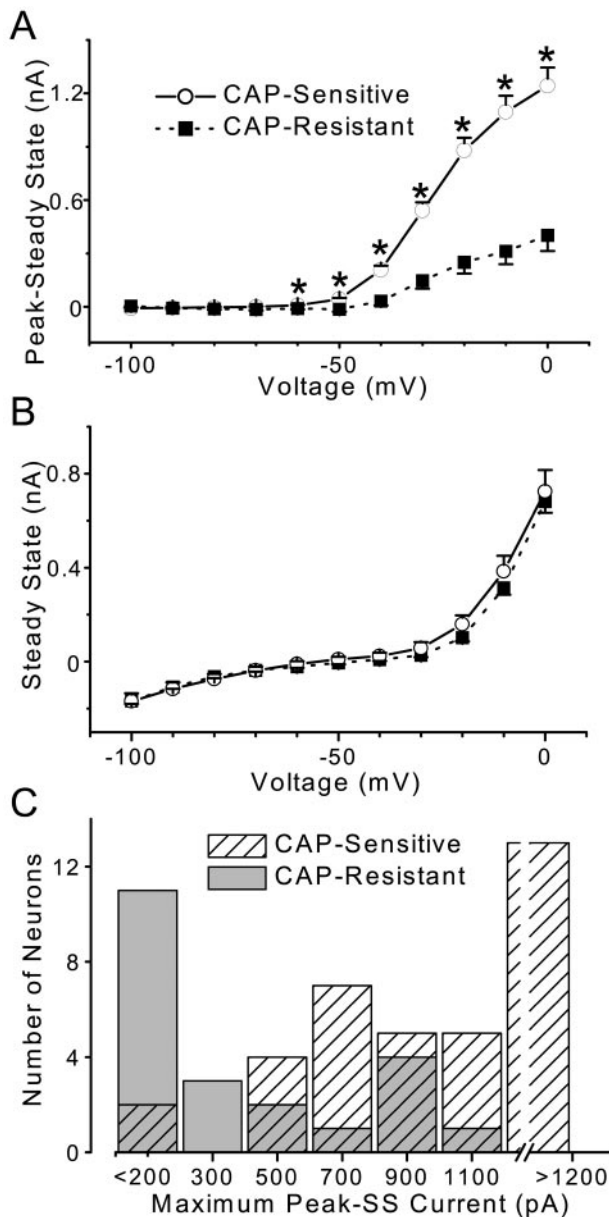 A
Peak-Steady State (nA)
1.2
0.6
0
CAP-Sensitive
CAP-Resistant
* * * * * * *
-100 -50 0
Voltage (mV)
B
Steady State (nA)
0.8
0.4
0
-100 -50 0
Voltage (mV)
C
Number of Neurons
12
8
4
0
CAP-Sensitive
CAP-Resistant
<200 300 500 700 900 1100 >1200
Maximum Peak-SS Current (pA)